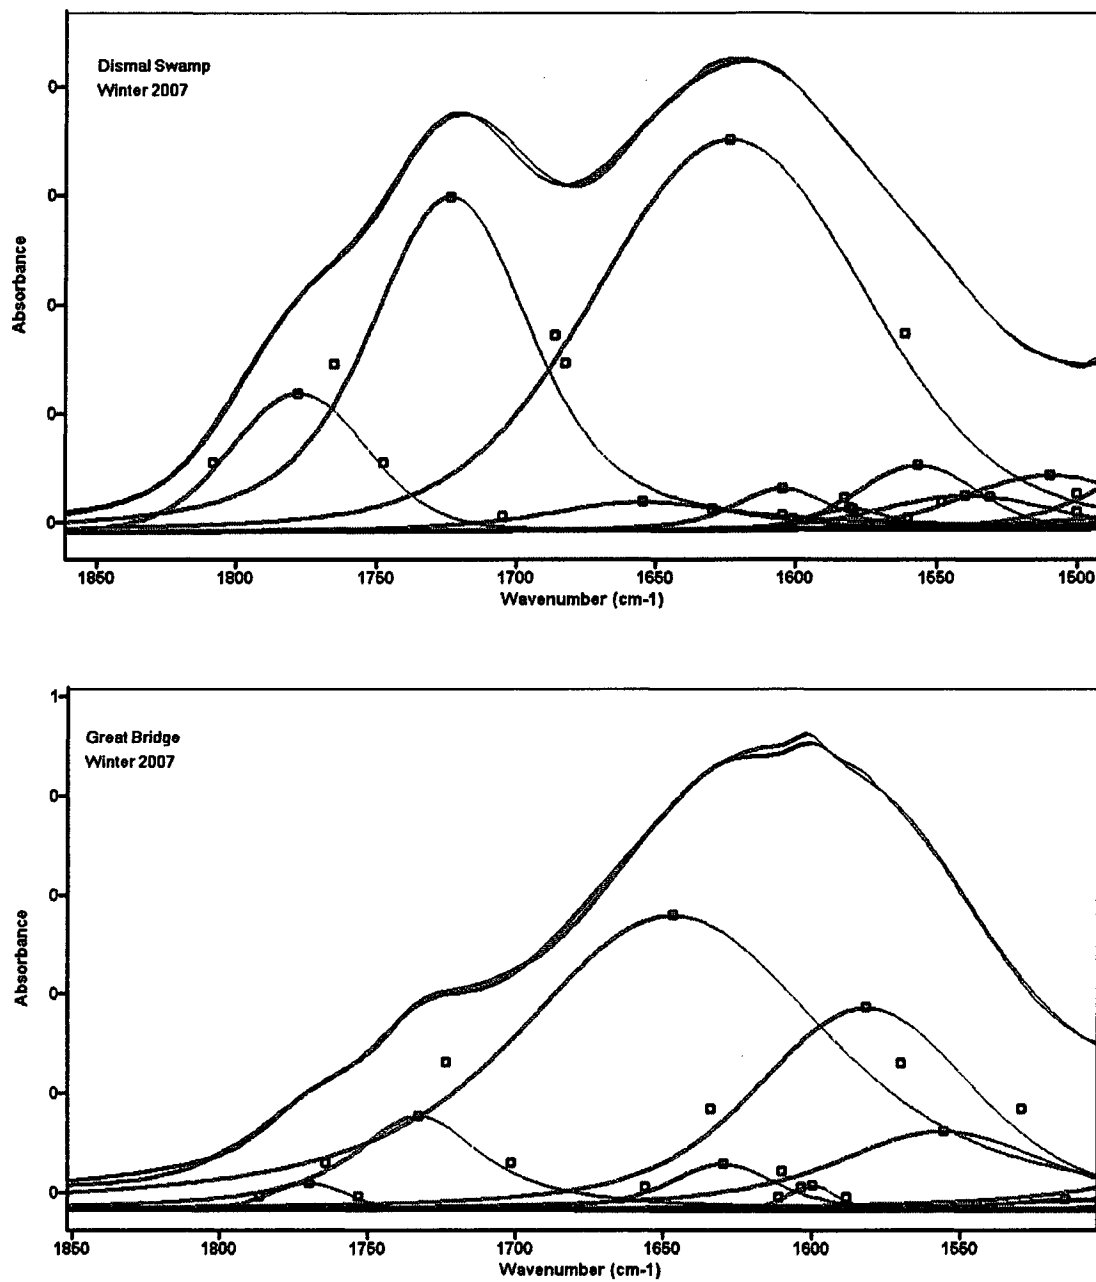 Dismal Swamp
Winter 2007
0
0
0
0
0
Absorbance
1850 1800 1750 1700 1650 1600 1550 1500
Wavenumber (cm-1)
1
Great Bridge
Winter 2007
0
0
0
0
0
Absorbance
1850 1800 1750 1700 1650 1600 1550
Wavenumber (cm-1)